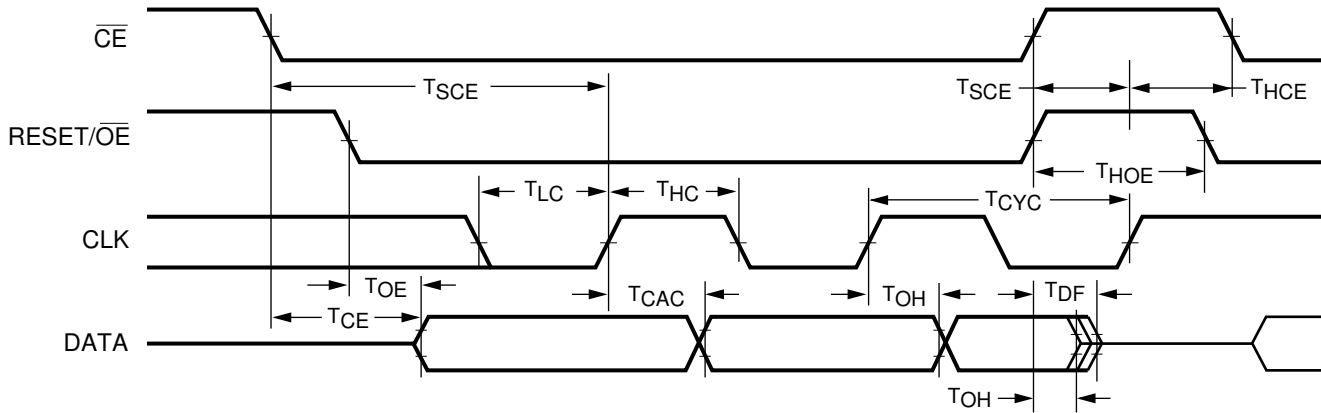 CE
TSCE
TSCE
THCE
RESET/OE
TLC
THC
THOE
TCYC
CLK
TOE
TCAC
TOH
TDF
TCE
DATA
TOH